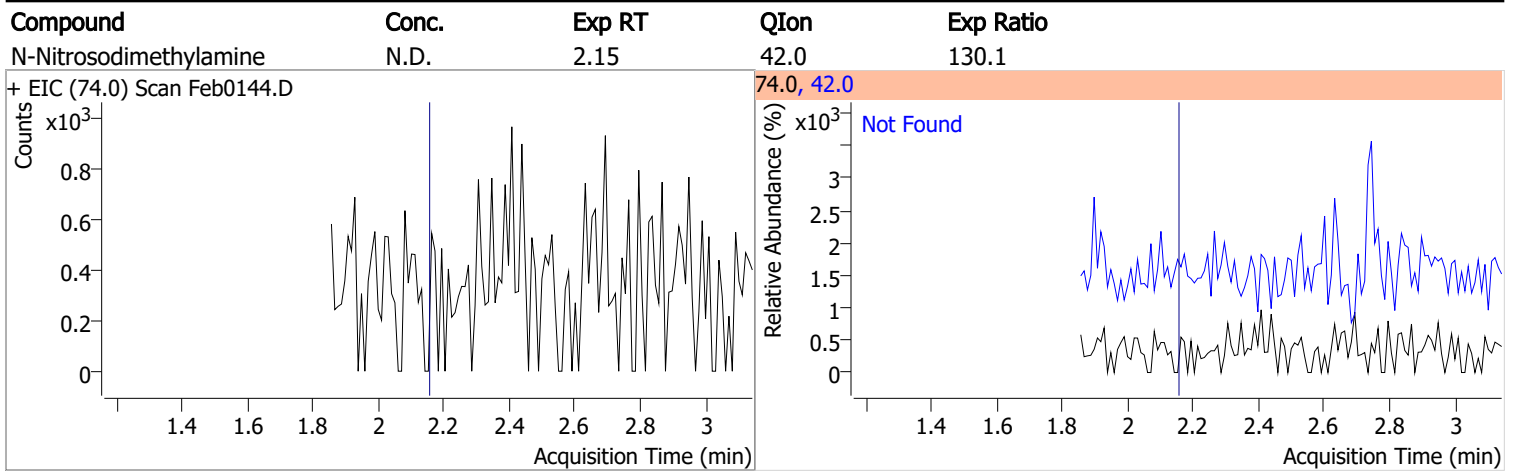 Compound Conc. Exp RT QIon Exp Ratio
N-Nitrosodimethylamine N.D. 2.15 42.0 130.1
+ EIC (74.0) Scan Feb0144.D
Counts
x10³
0.8
0.6
0.4
0.2
0
1.4 1.6 1.8 2 2.2 2.4 2.6 2.8 3
Acquisition Time (min)
74.0, 42.0
Relative Abundance (%)
x10³
Not Found
3
2.5
2
1.5
1
0.5
0
1.4 1.6 1.8 2 2.2 2.4 2.6 2.8 3
Acquisition Time (min)